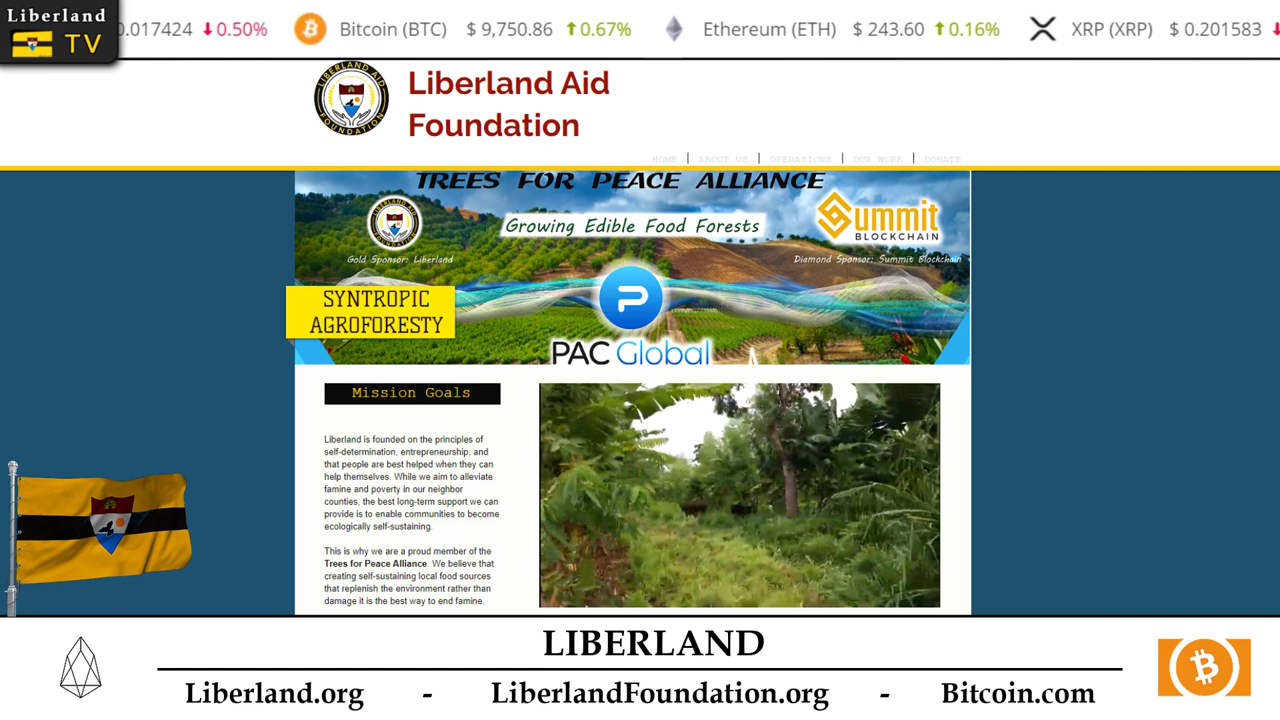 Liberland
TV
0.017424 0.50% Bitcoin (BTC) $ 9,750.86 0.67% Ethereum (ETH) $ 243.60 0.16% XRP (XRP) $ 0.201583
LIBERLAND AID
FOUNDATION
Liberland Aid
Foundation
HOME | ABOUT US | OPERATIONS | OUR WORK | DONATE
TREES FOR PEACE ALLIANCE
Growing Edible Food Forests
Summit
BLOCKCHAIN
Gold Sponsor: Liberland
Diamond Sponsor: Summit Blockchain
SYNTROPIC
AGROFORESTY
PAC Global
Mission Goals
Liberland is founded on the principles of
self-determination, entrepreneurship, and
that people are best helped when they can
help themselves. While we aim to alleviate
famine and poverty in our neighbor
counties, the best long-term support we can
provide is to enable communities to become
ecologically self-sustaining.
This is why we are a proud member of the
Trees for Peace Alliance. We believe that
creating self-sustaining local food sources
that replenish the environment rather than
damage it is the best way to end famine.
LIBERLAND
Liberland.org - LiberlandFoundation.org - Bitcoin.com